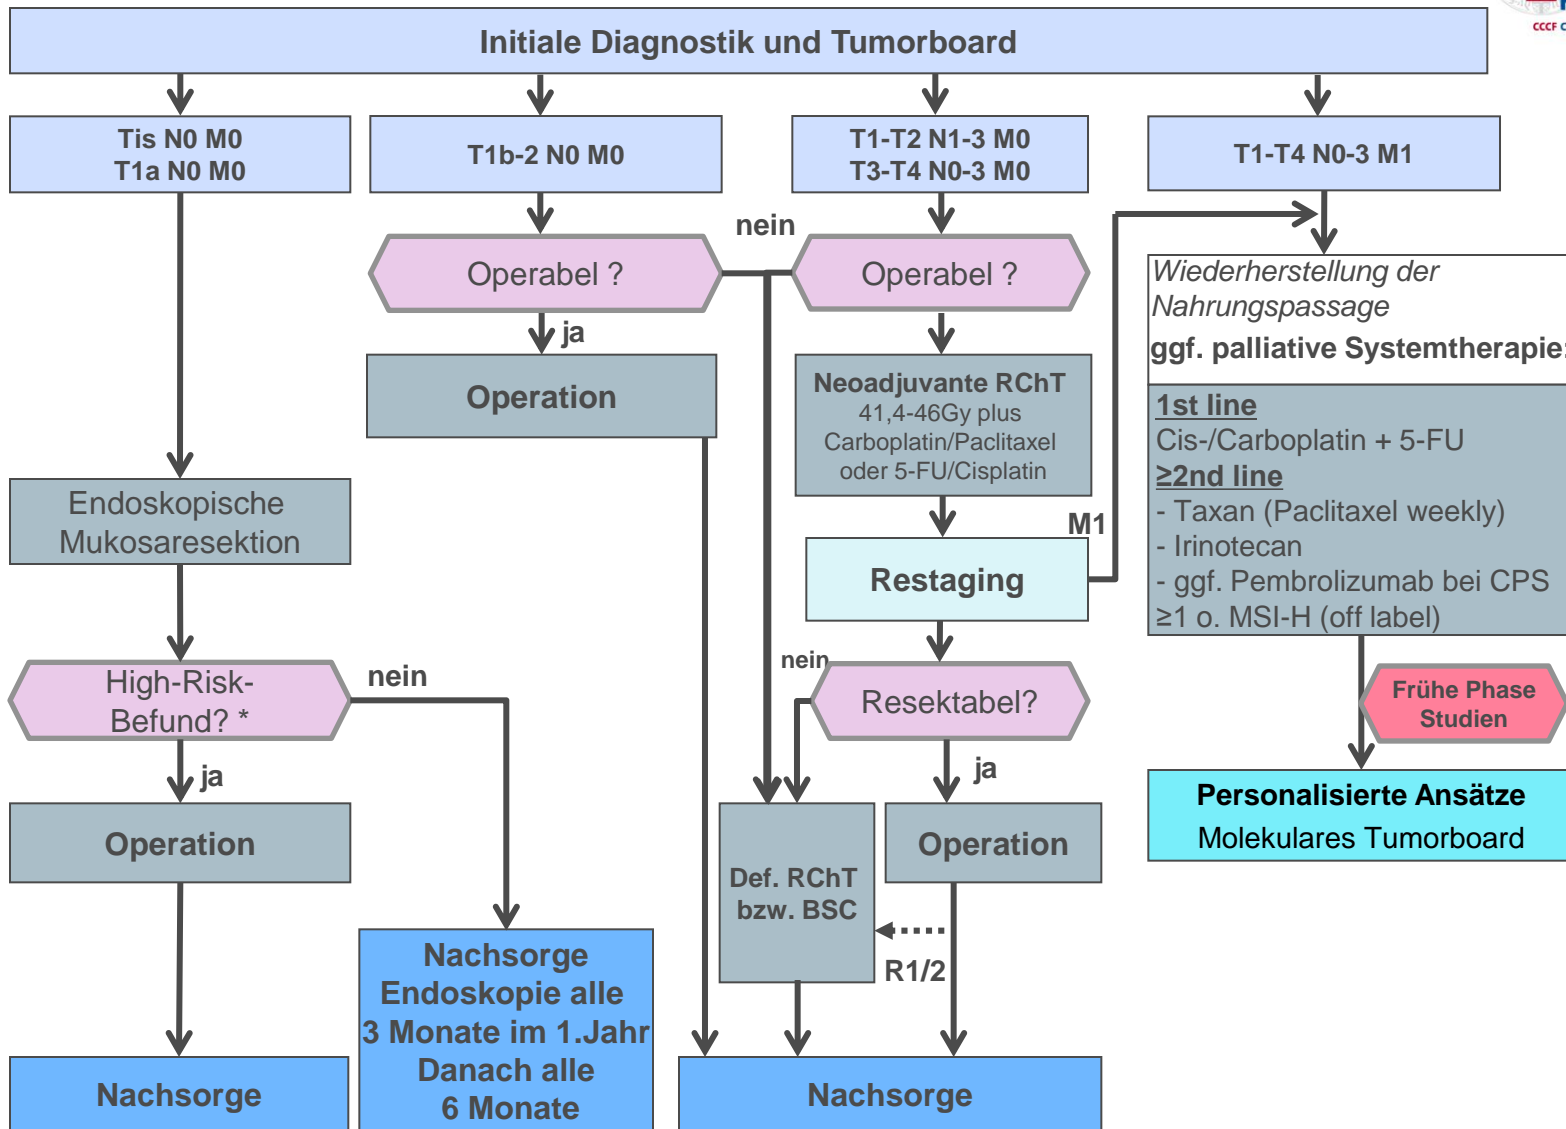 CCCF C
Initiale Diagnostik und Tumorboard
Tis N0 M0
T1a N0 M0
T1b-2 N0 M0
T1-T2 N1-3 M0
T3-T4 N0-3 M0
T1-T4 N0-3 M1
nein
Operabel ?
Operabel ?
Wiederherstellung der
Nahrungspassage
ggf. palliative Systemtherapie:
ja
Operation
Neoadjuvante RChT
41,4-46Gy plus
Carboplatin/Paclitaxel
oder 5-FU/Cisplatin
1st line
Cis-/Carboplatin + 5-FU
≥2nd line
- Taxan (Paclitaxel weekly)
- Irinotecan
- ggf. Pembrolizumab bei CPS
≥1 o. MSI-H (off label)
Endoskopische
Mukosaresektion
M1
Restaging
High-Risk-
Befund? *
nein
nein
Resektabel?
Frühe Phase
Studien
ja
ja
Operation
Def. RChT
bzw. BSC
Operation
Personalisierte Ansätze
Molekulares Tumorboard
R1/2
Nachsorge
Endoskopie alle
3 Monate im 1.Jahr
Danach alle
6 Monate
Nachsorge
Nachsorge